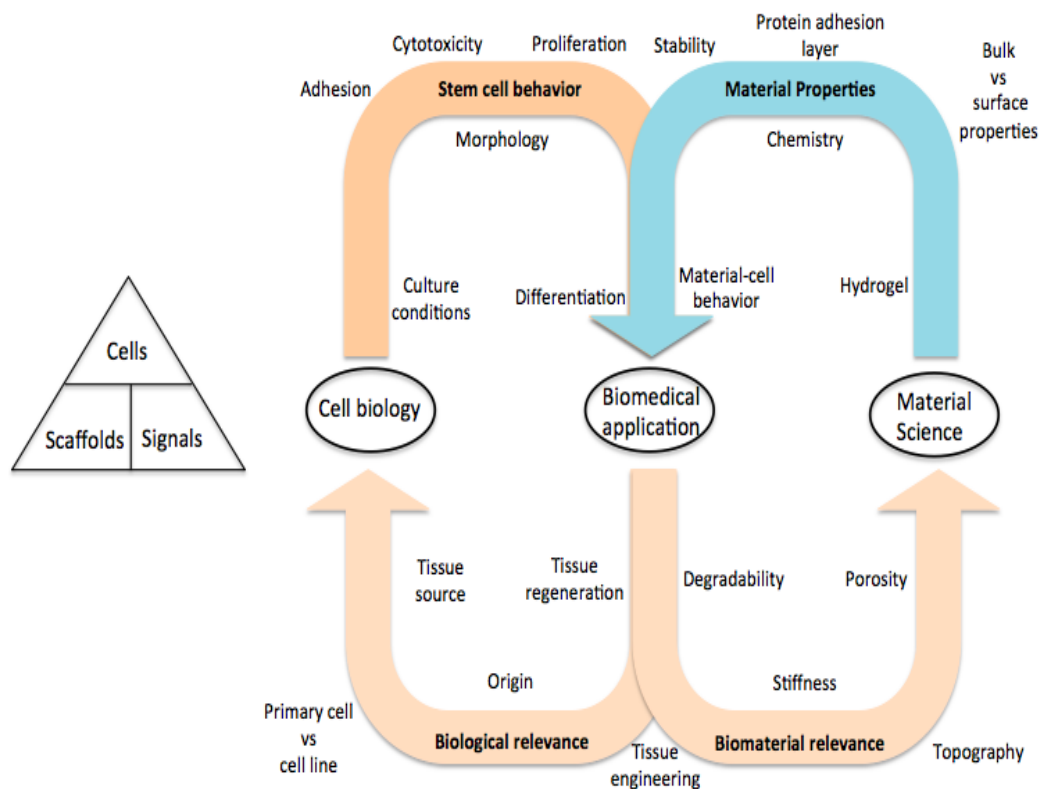 Cytotoxicity
Proliferation
Stability
Protein adhesion
layer
Bulk
vs
surface
properties
Adhesion
Stem cell behavior
Material Properties
Morphology
Chemistry
Culture
conditions
Differentiation
Material-cell
behavior
Hydrogel
Cells
Scaffolds
Signals
Cell biology
Biomedical
application
Material
Science
Tissue
source
Tissue
regeneration
Degradability
Porosity
Origin
Stiffness
Primary cell
vs
cell line
Biological relevance
Tissue
engineering
Biomaterial relevance
Topography